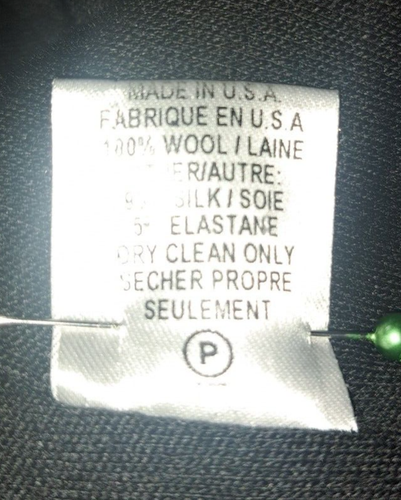 MADE IN U.S.A.
FABRIQUE EN U.S.A
100% WOOL / LAINE
SILK / SOIE
ELASTANE
DRY CLEAN ONLY
SECHER PROPRE
SEULEMENT
P